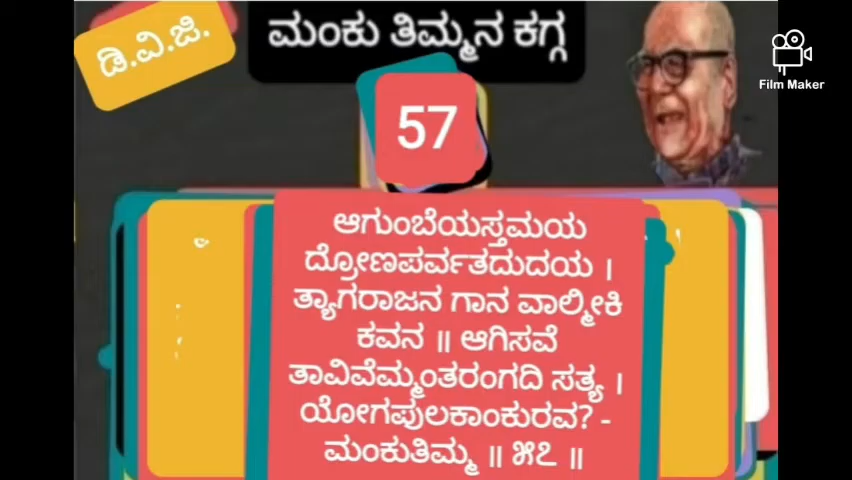 ಡಿ.ವಿ.ಜಿ.
ಮಂಕು ತಿಮ್ಮನ ಕಗ್ಗ
Film Maker
57
ಆಗುಂಬೆಯಸ್ತಮಯ
ದ್ರೋಣಪರ್ವತದುದಯ ।
ತ್ಯಾಗರಾಜನ ಗಾನ ವಾಲ್ಮೀಕಿ
ಕವನ ॥ ಆಗಿಸವೆ
ತಾವಿವೆಮ್ಮಂತರಂಗದಿ ಸತ್ಯ ।
ಯೋಗಪುಲಕಾಂಕುರವ? -
ಮಂಕುತಿಮ್ಮ ॥ ೫೭ ॥